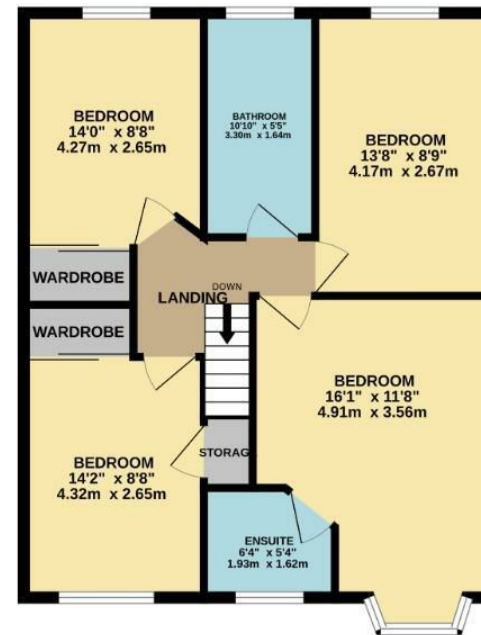 BEDROOM
14'0" x 8'8"
4.27m x 2.65m
BATHROOM
10'10" x 5'5"
3.30m x 1.64m
BEDROOM
13'8" x 8'9"
4.17m x 2.67m
WARDROBE
DOWN
LANDING
WARDROBE
BEDROOM
16'1" x 11'8"
4.91m x 3.56m
BEDROOM
14'2" x 8'8"
4.32m x 2.65m
STORAG
ENSUITE
6'4" x 5'4"
1.93m x 1.62m